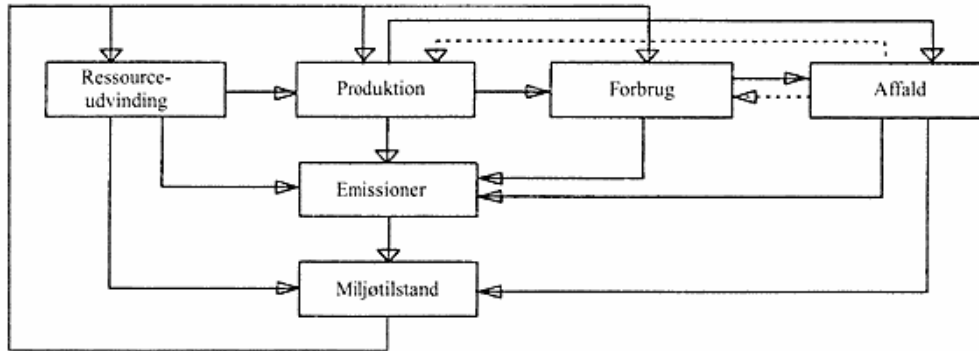 Ressource-
udvinding
Produktion
Forbrug
Affald
Emissioner
Miljøtilstand